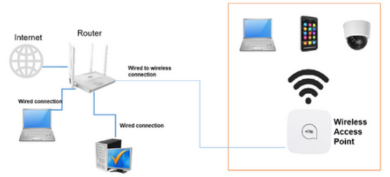 Internet
Router
Wired to wireless
connection
Wired connection
Wired connection
Wireless
Access
Point